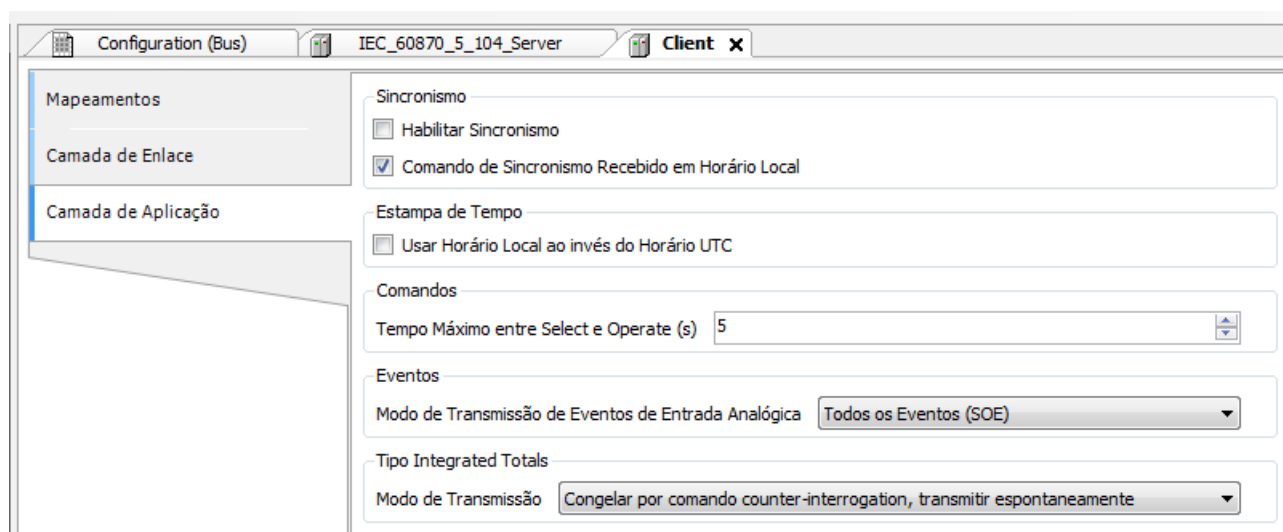 Configuration (Bus) IEC_60870_5_104_Server Client x
Mapeamentos
Camada de Enlace
Camada de Aplicação
Sincronismo
Habilitar Sincronismo
Comando de Sincronismo Recebido em Horário Local
Estampa de Tempo
Usar Horário Local ao invés do Horário UTC
Comandos
Tempo Máximo entre Select e Operate (s) 5
Eventos
Modo de Transmissão de Eventos de Entrada Analógica Todos os Eventos (SOE)
Tipo Integrated Totals
Modo de Transmissão Congelar por comando counter-interrogation, transmitir espontaneamente